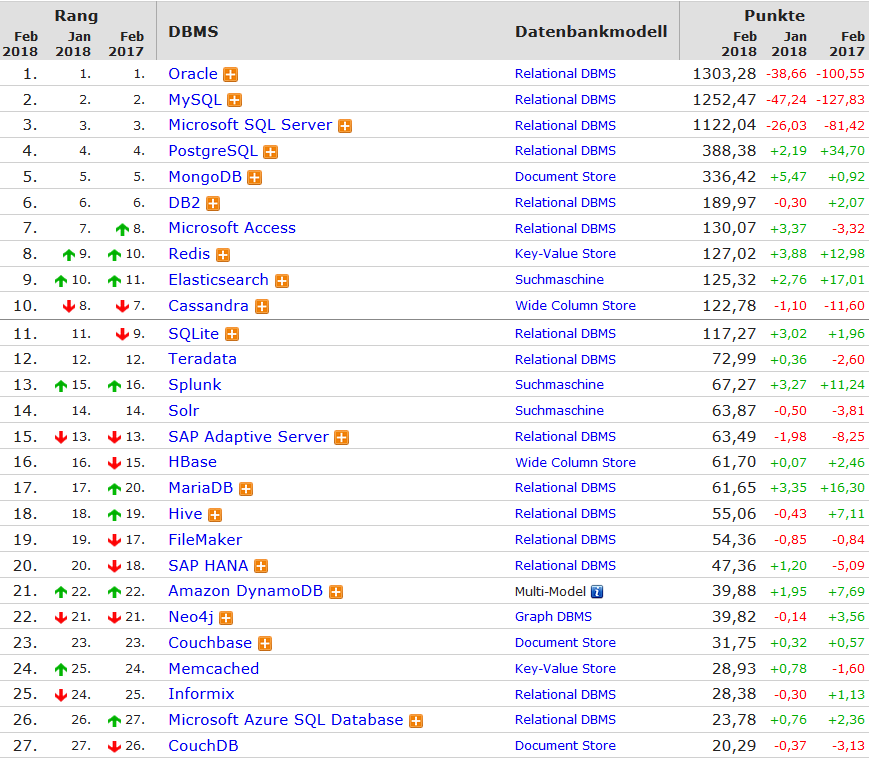 Rang DBMS Datenbankmodell Punkte
Feb 2018 Jan 2018 Feb 2017 Feb 2018 Jan 2018 Feb 2017
1. 1. 1. Oracle Relational DBMS 1303,28 -38,66 -100,55
2. 2. 2. MySQL Relational DBMS 1252,47 -47,24 -127,83
3. 3. 3. Microsoft SQL Server Relational DBMS 1122,04 -26,03 -81,42
4. 4. 4. PostgreSQL Relational DBMS 388,38 +2,19 +34,70
5. 5. 5. MongoDB Document Store 336,42 +5,47 +0,92
6. 6. 6. DB2 Relational DBMS 189,97 -0,30 +2,07
7. 7. 8. Microsoft Access Relational DBMS 130,07 +3,37 -3,32
8. 9. 10. Redis Key-Value Store 127,02 +3,88 +12,98
9. 10. 11. Elasticsearch Suchmaschine 125,32 +2,76 +17,01
10. 8. 7. Cassandra Wide Column Store 122,78 -1,10 -11,60
11. 11. 9. SQLite Relational DBMS 117,27 +3,02 +1,96
12. 12. 12. Teradata Relational DBMS 72,99 +0,36 -2,60
13. 15. 16. Splunk Suchmaschine 67,27 +3,27 +11,24
14. 14. 14. Solr Suchmaschine 63,87 -0,50 -3,81
15. 13. 13. SAP Adaptive Server Relational DBMS 63,49 -1,98 -8,25
16. 16. 15. HBase Wide Column Store 61,70 +0,07 +2,46
17. 17. 20. MariaDB Relational DBMS 61,65 +3,35 +16,30
18. 18. 19. Hive Relational DBMS 55,06 -0,43 +7,11
19. 19. 17. FileMaker Relational DBMS 54,36 -0,85 -0,84
20. 20. 18. SAP HANA Relational DBMS 47,36 +1,20 -5,09
21. 22. 22. Amazon DynamoDB Multi-Model i 39,88 +1,95 +7,69
22. 21. 21. Neo4j Graph DBMS 39,82 -0,14 +3,56
23. 23. 23. Couchbase Document Store 31,75 +0,32 +0,57
24. 25. 24. Memcached Key-Value Store 28,93 +0,78 -1,60
25. 24. 25. Informix Relational DBMS 28,38 -0,30 +1,13
26. 26. 27. Microsoft Azure SQL Database Relational DBMS 23,78 +0,76 +2,36
27. 27. 26. CouchDB Document Store 20,29 -0,37 -3,13